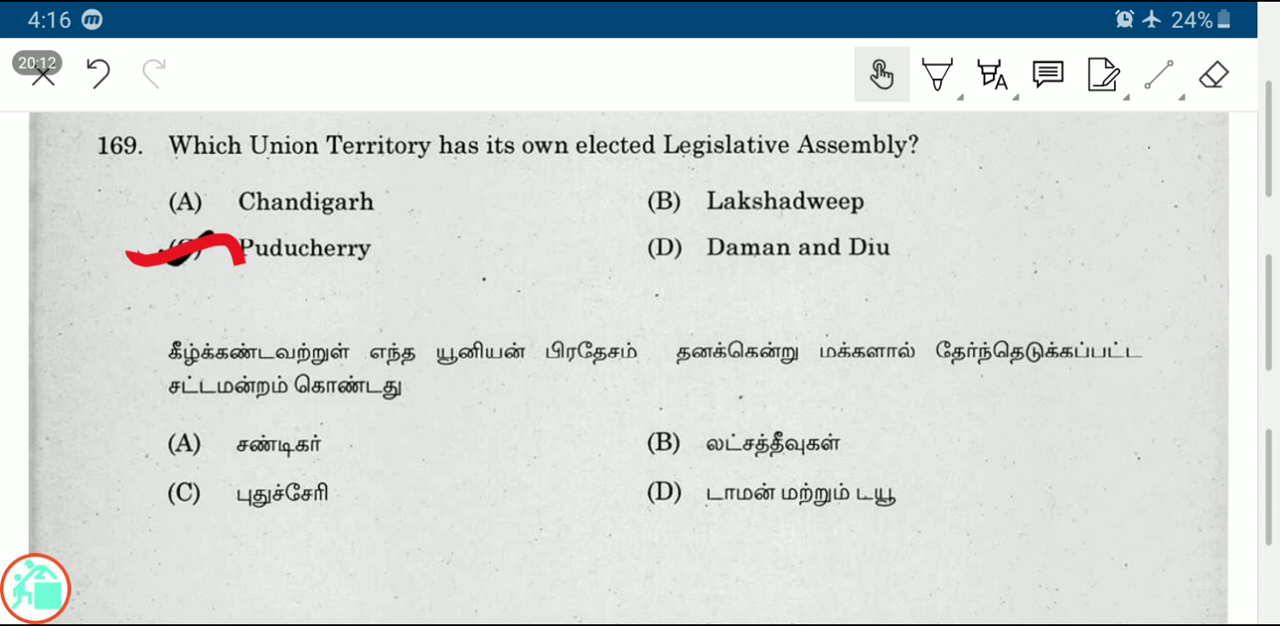 4:16 m 24%
20:12
A
169. Which Union Territory has its own elected Legislative Assembly?
(A) Chandigarh (B) Lakshadweep
(C) Puducherry (D) Daman and Diu
கீழ்க்கண்டவற்றுள் எந்த யூனியன் பிரதேசம் தனக்கென்று மக்களால் தேர்ந்தெடுக்கப்பட்ட
சட்டமன்றம் கொண்டது
(A) சண்டிகர் (B) லட்சத்தீவுகள்
(C) புதுச்சேரி (D) டாமன் மற்றும் டயூ